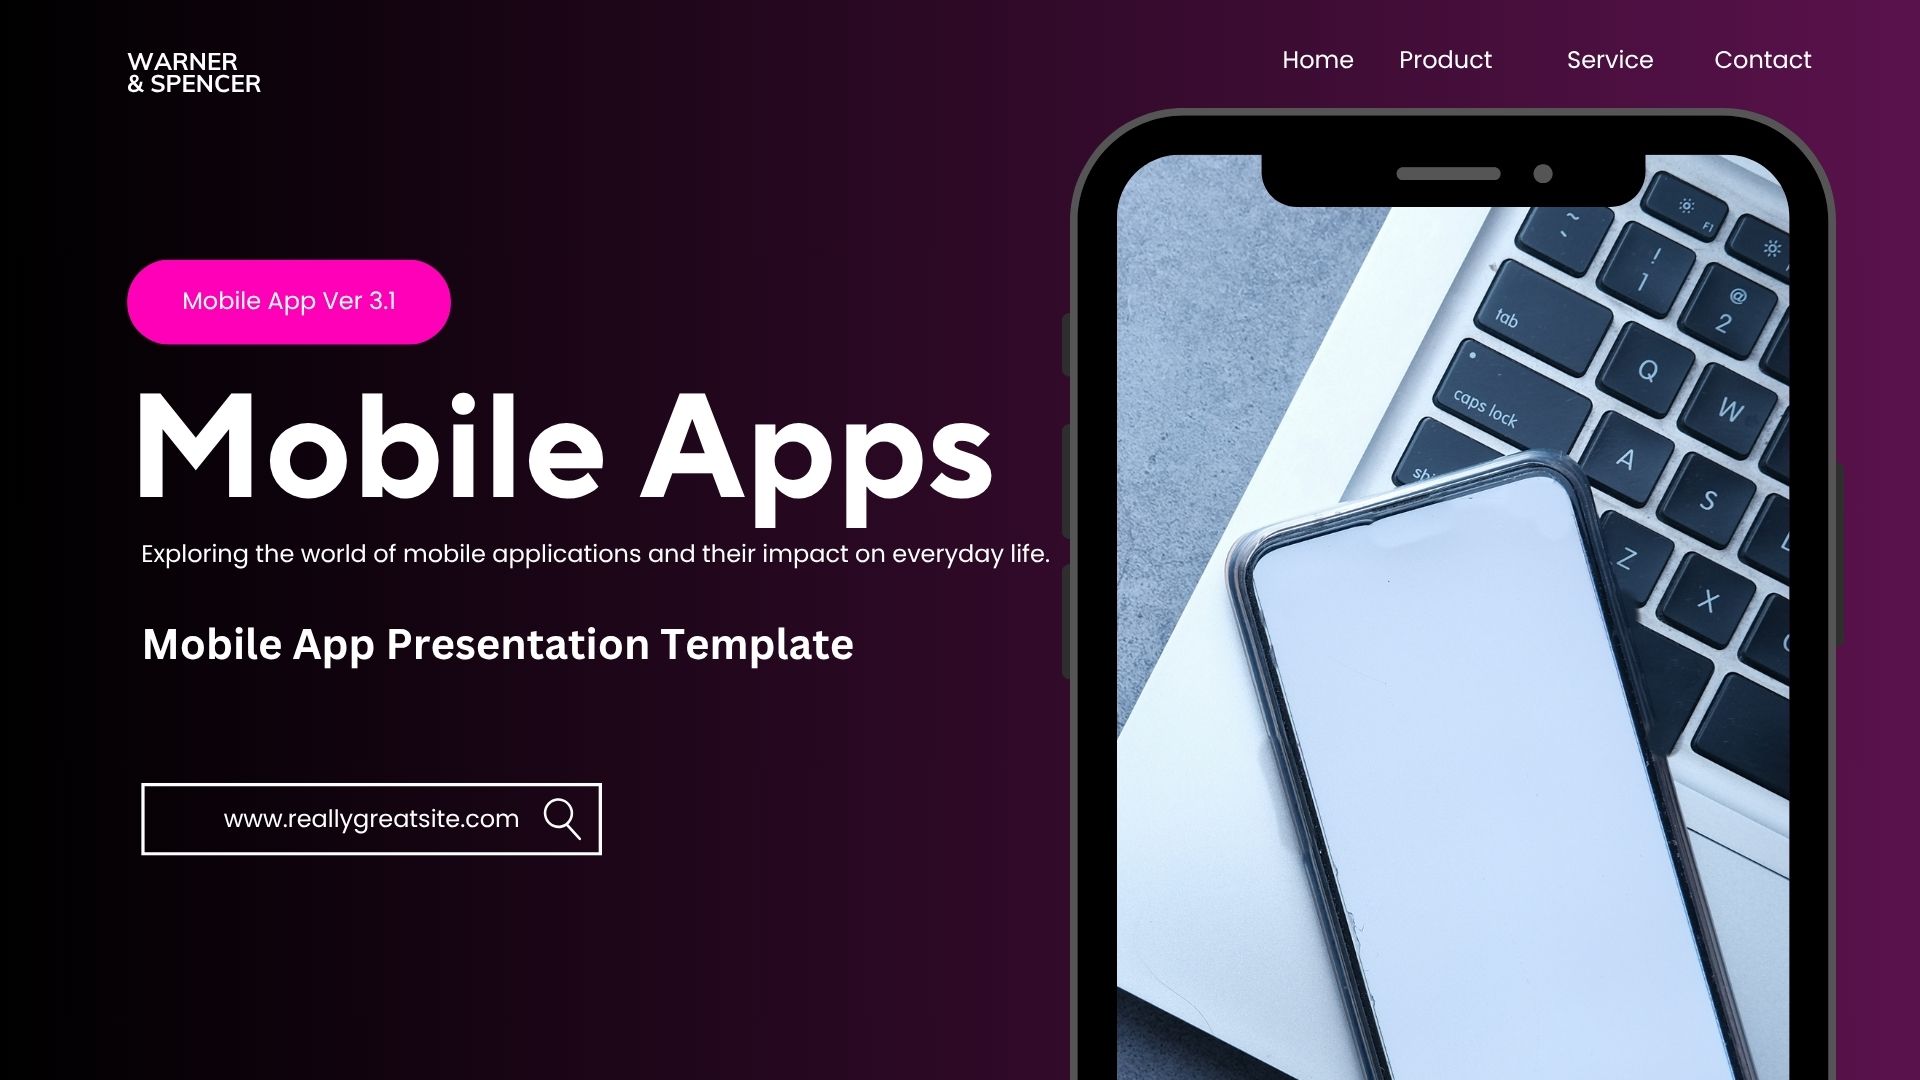 WARNER
& SPENCER
Home Product Service Contact
Mobile App Ver 3.1
Mobile Apps
Exploring the world of mobile applications and their impact on everyday life.
Mobile App Presentation Template
www.reallygreatsite.com
~
`
F1
!
1
@
2
tab
Q
W
caps lock
A
S
Z
X